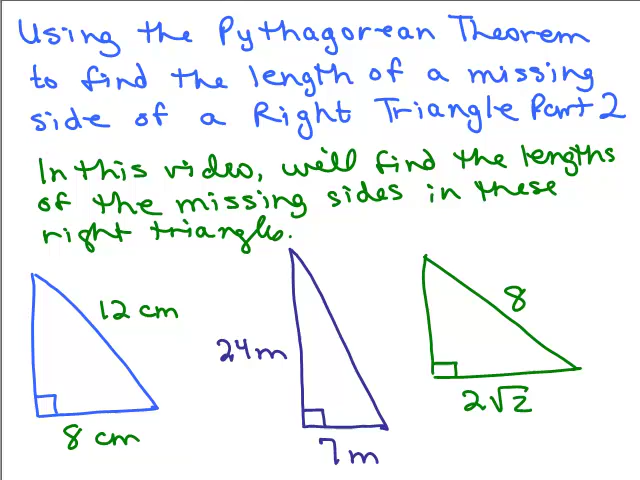 Using the Pythagorean Theorem
to find the length of a missing
side of a Right Triangle Part 2
In this video, we'll find the lengths
of the missing sides in these
right triangles.
12 cm
8 cm
24 m
7 m
8
2√2